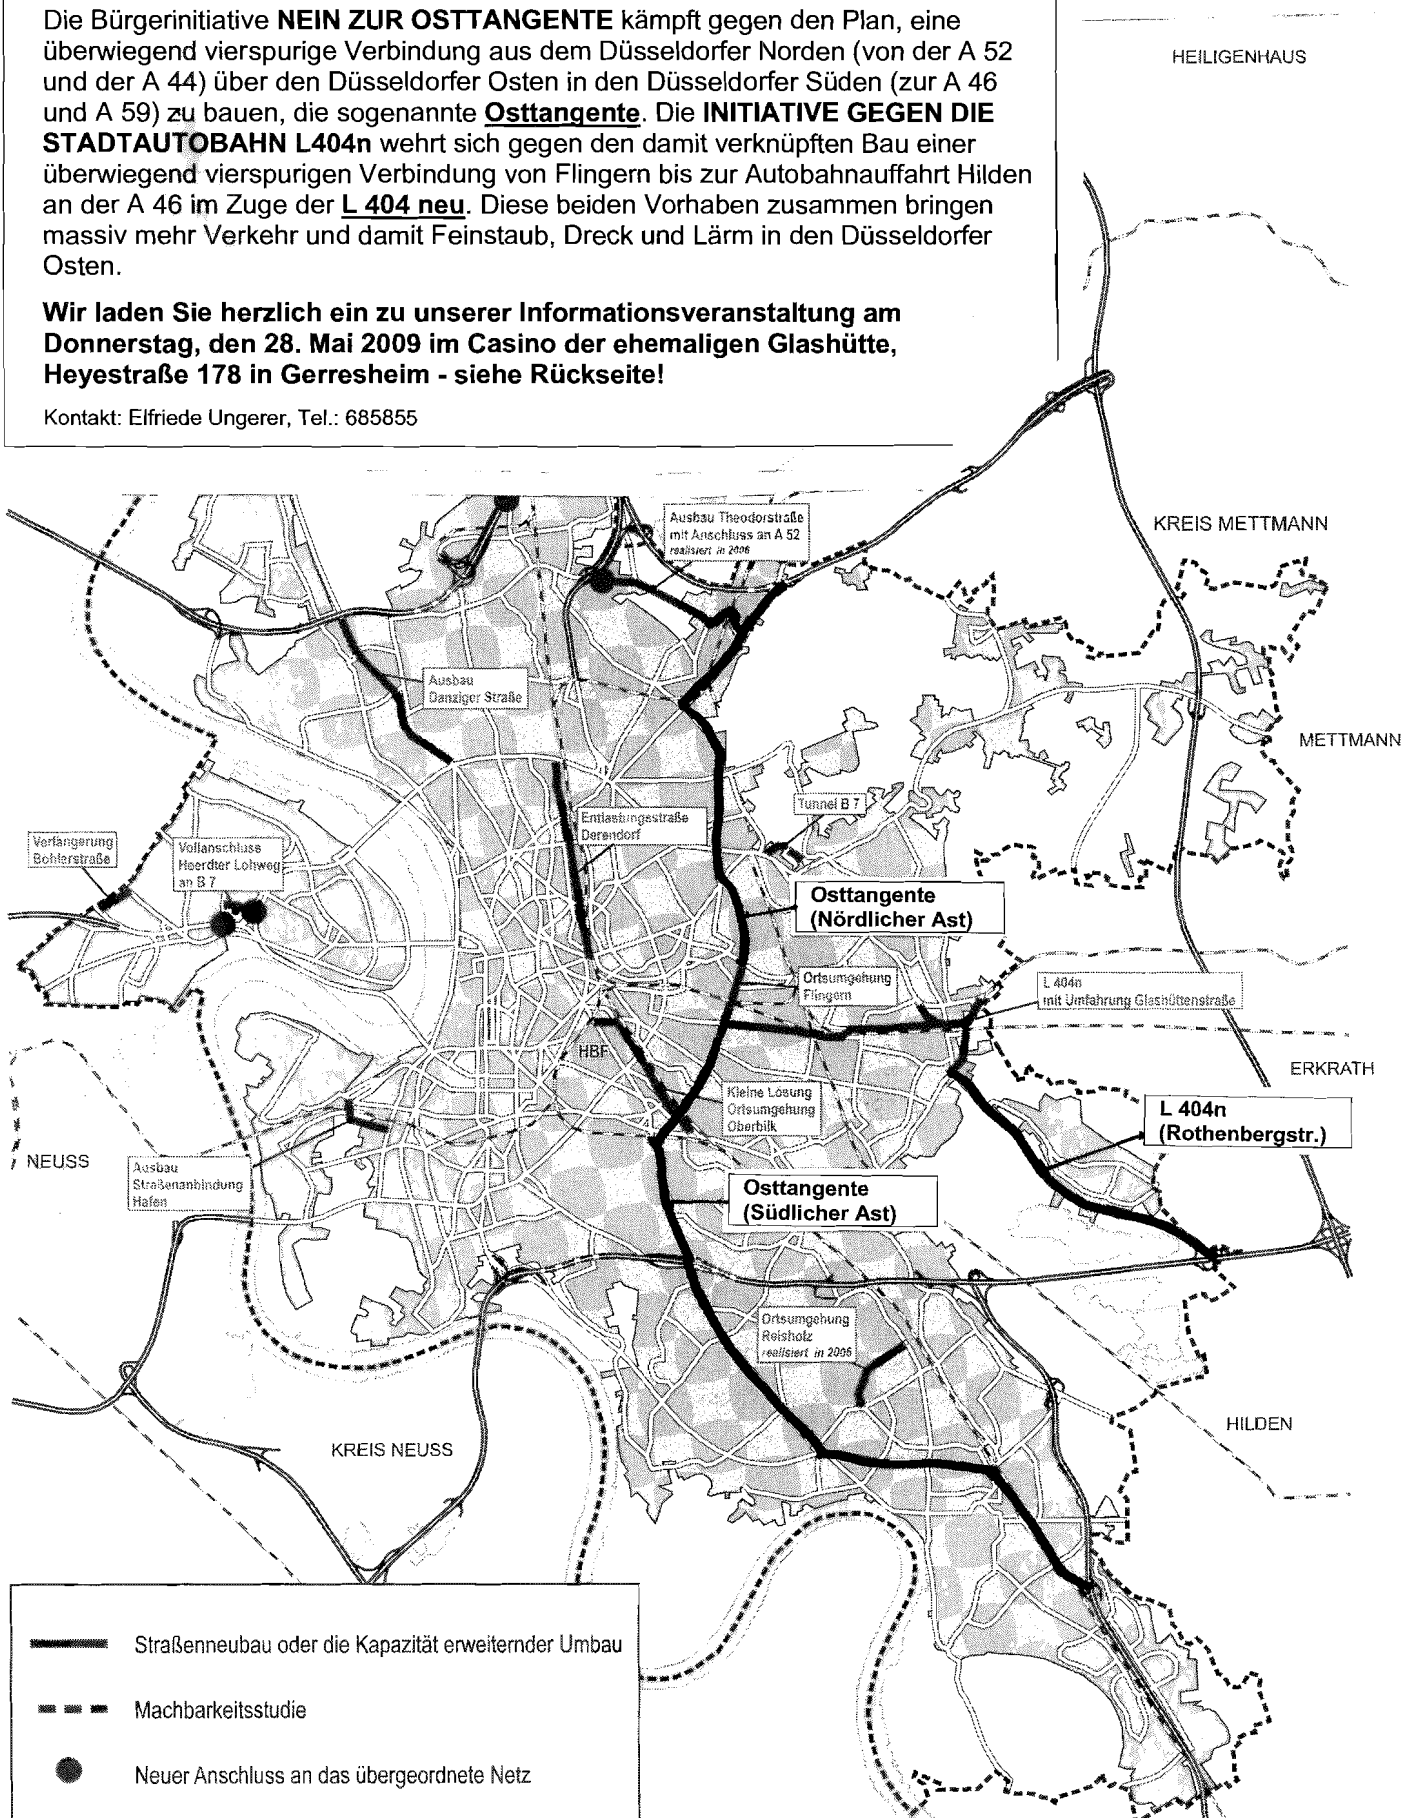 Die Bürgerinitiative NEIN ZUR OSTTANGENTE kämpft gegen den Plan, eine
überwiegend vierspurige Verbindung aus dem Düsseldorfer Norden (von der A 52
und der A 44) über den Düsseldorfer Osten in den Düsseldorfer Süden (zur A 46
und A 59) zu bauen, die sogenannte Osttangente. Die INITIATIVE GEGEN DIE
STADTAUTOBAHN L404n wehrt sich gegen den damit verknüpften Bau einer
überwiegend vierspurigen Verbindung von Flingern bis zur Autobahnauffahrt Hilden
an der A 46 im Zuge der L 404 neu. Diese beiden Vorhaben zusammen bringen
massiv mehr Verkehr und damit Feinstaub, Dreck und Lärm in den Düsseldorfer
Osten.
Wir laden Sie herzlich ein zu unserer Informationsveranstaltung am
Donnerstag, den 28. Mai 2009 im Casino der ehemaligen Glashütte,
Heyestraße 178 in Gerresheim - siehe Rückseite!
Kontakt: Elfriede Ungerer, Tel.: 685855
HEILIGENHAUS
Ausbau Theodorstraße
mit Anschluss an A 52
realisiert in 2006
KREIS METTMANN
Ausbau
Danziger Straße
METTMANN
Tunnel B 7
Entlastungsstraße
Derendorf
Verlängerung
Böhlerstraße
Vollanschluss
Heerdter Lohweg
an B 7
Osttangente
(Nördlicher Ast)
Ortsumgehung
Flingern
L 404n
mit Umfahrung Glashüttenstraße
HBF
ERKRATH
Kleine Lösung
Ortsumgehung
Oberbilk
L 404n
(Rothenbergstr.)
NEUSS
Ausbau
Straßenanbindung
Hafen
Osttangente
(Südlicher Ast)
Ortsumgehung
Reisholz
realisiert in 2006
HILDEN
KREIS NEUSS
Straßenneubau oder die Kapazität erweiternder Umbau
Machbarkeitsstudie
Neuer Anschluss an das übergeordnete Netz